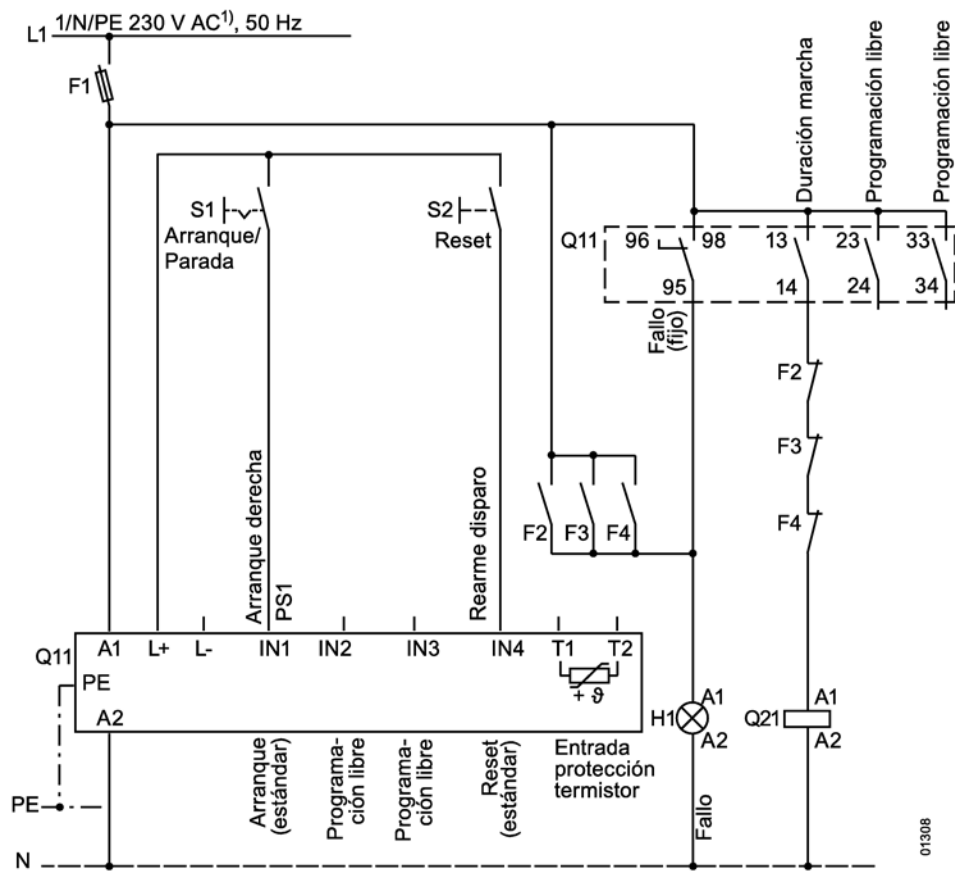 1/N/PE 230 V AC1), 50 Hz
L1
F1
Duración marcha
Programación libre
Programación libre
S1
Arranque/
Parada
S2
Reset
Q11
96
98
13
23
33
95
14
24
34
Fallo
(fijo)
F2
F3
F4
F2
F3
F4
Arranque derecha
PS1
Rearme disparo
Q11
A1
L+
L-
IN1
IN2
IN3
IN4
T1
T2
PE
+ ϑ
A2
H1
A1
A2
Q21
A1
A2
Arranque
(estándar)
Programa-
ción libre
Programa-
ción libre
Reset
(estándar)
Entrada
protección
termistor
Fallo
PE
N
01308